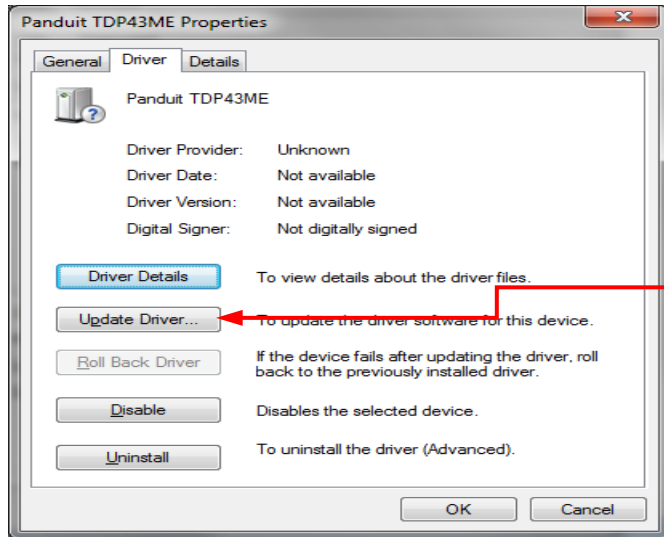 Panduit TDP43ME Properties
General Driver Details
Panduit TDP43ME
Driver Provider: Unknown
Driver Date: Not available
Driver Version: Not available
Digital Signer: Not digitally signed
Driver Details To view details about the driver files.
Update Driver... To update the driver software for this device.
Roll Back Driver If the device fails after updating the driver, roll
back to the previously installed driver.
Disable Disables the selected device.
Uninstall To uninstall the driver (Advanced).
OK Cancel